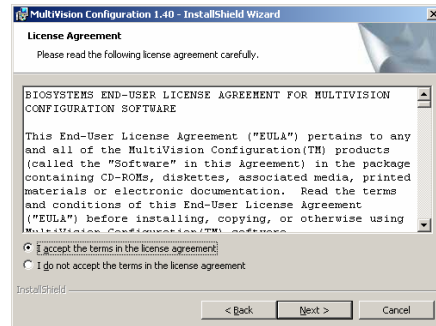 MultiVision Configuration 1.40 - InstallShield Wizard
License Agreement
Please read the following license agreement carefully.
BIOSYSTEMS END-USER LICENSE AGREEMENT FOR MULTIVISION
CONFIGURATION SOFTWARE
This End-User License Agreement ("EULA") pertains to any
and all of the MultiVision Configuration(TM) products
(called the "Software" in this Agreement) in the package
containing CD-ROMs, diskettes, associated media, printed
materials or electronic documentation. Read the terms
and conditions of this End-User License Agreement
("EULA") before installing, copying, or otherwise using
MultiVision Configuration(TM) software
I accept the terms in the license agreement
I do not accept the terms in the license agreement
InstallShield
< Back
Next >
Cancel